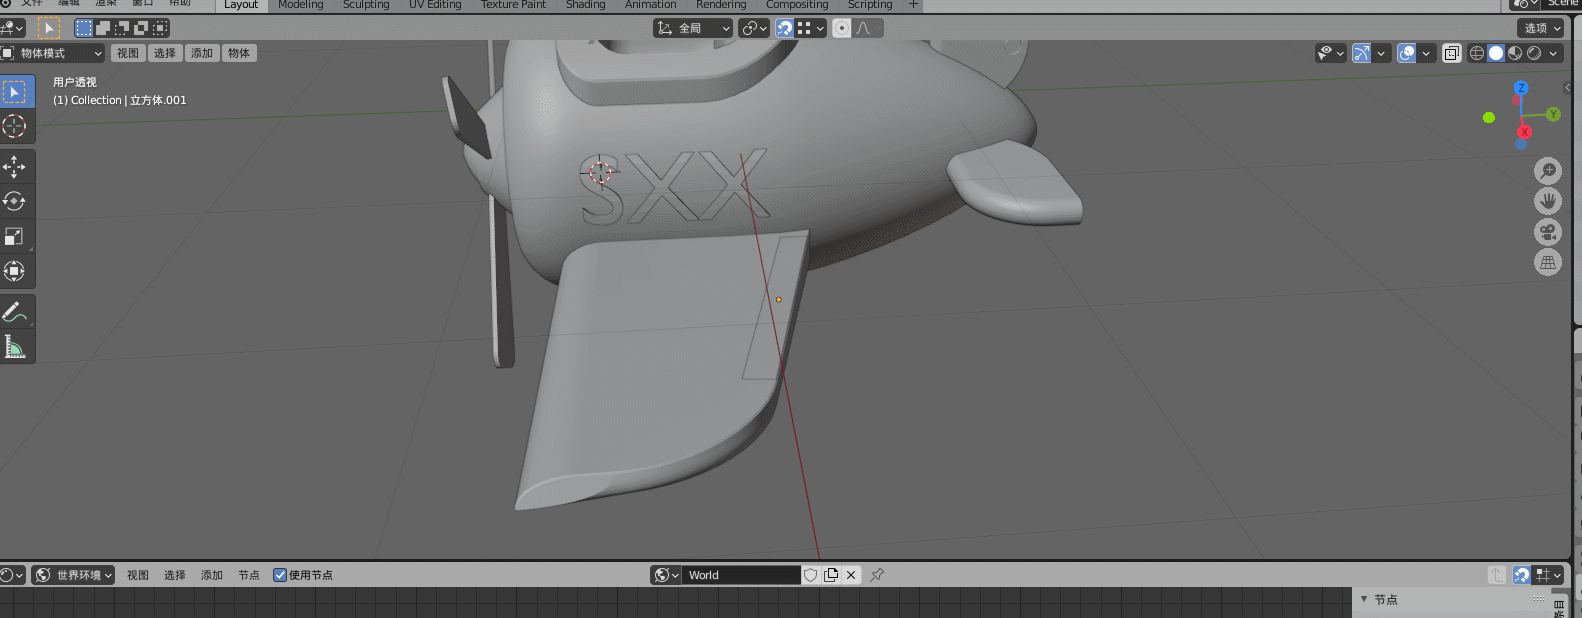 文件 编辑 渲染 窗口 帮助 Layout Modeling Sculpting UV Editing Texture Paint Shading Animation Rendering Compositing Scripting + Scene
全局 选项
物体模式 视图 选择 添加 物体
用户透视
(1) Collection | 立方体.001
Z
Y
X
SXX
世界环境 视图 选择 添加 节点 使用节点 World
节点